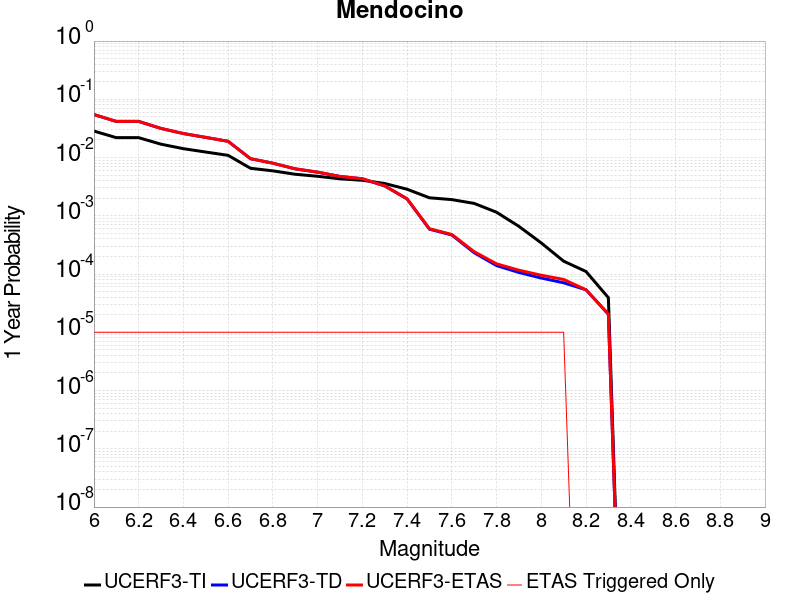 Mendocino
10^0
10^-1
10^-2
10^-3
10^-4
10^-5
10^-6
10^-7
10^-8
1 Year Probability
6 6.2 6.4 6.6 6.8 7 7.2 7.4 7.6 7.8 8 8.2 8.4 8.6 8.8 9
Magnitude
UCERF3-TI UCERF3-TD UCERF3-ETAS ETAS Triggered Only